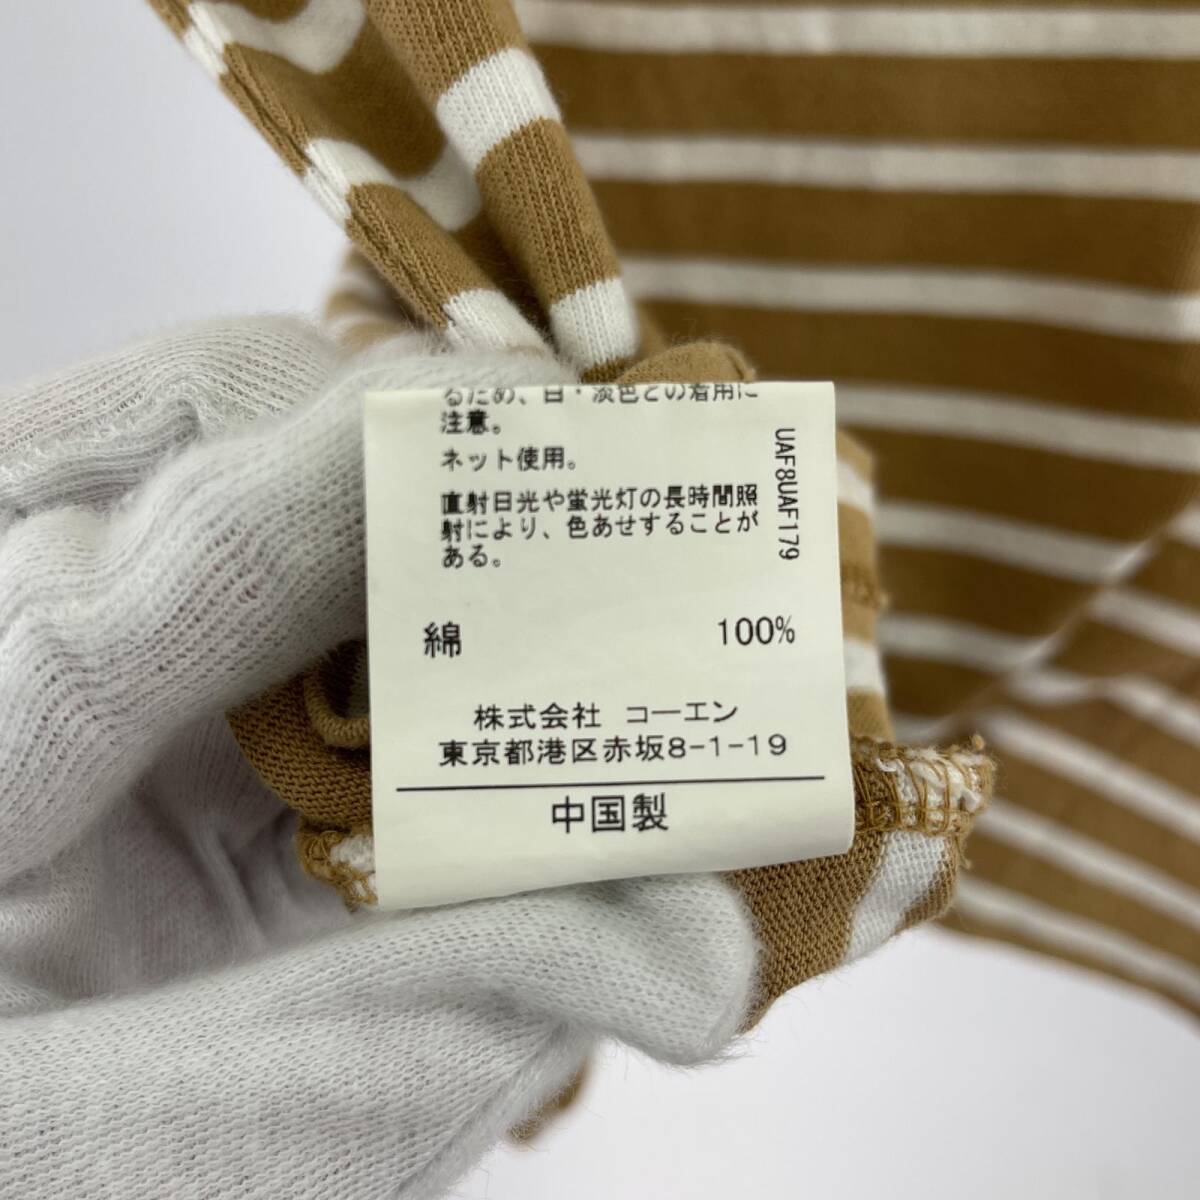 るため、白・淡色との着用に
注意。
ネット使用。
直射日光や蛍光灯の長時間照
射により、色あせすることが
ある。
UAF8UAF179
綿 100%
株式会社 コーエン
東京都港区赤坂8-1-19
中国製